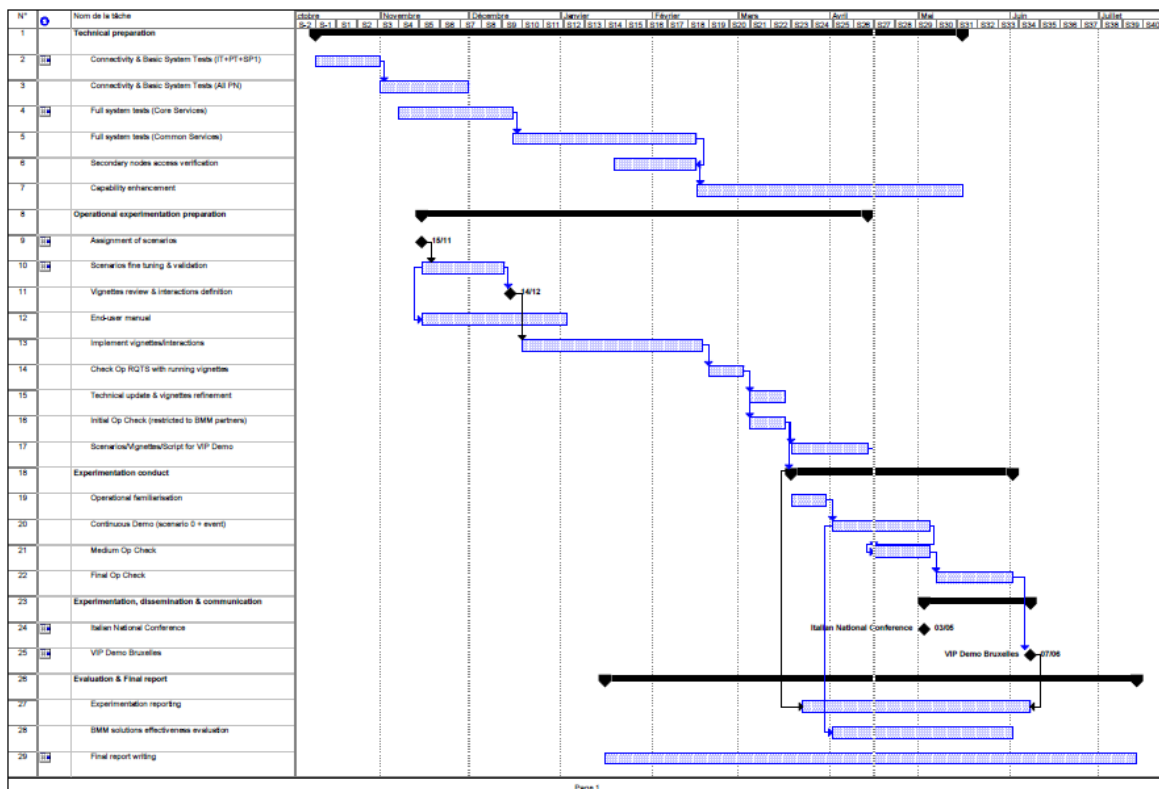 N° Nom de la tâche
ctobre Novembre Décembre Janvier Février Mars Avril Mai Juin Juillet
S-2 S-1 S1 S2 S3 S4 S5 S6 S7 S8 S9 S10 S11 S12 S13 S14 S15 S16 S17 S18 S19 S20 S21 S22 S23 S24 S25 S26 S27 S28 S29 S30 S31 S32 S33 S34 S35 S36 S37 S38 S39 S40
1 Technical preparation
2 Connectivity & Basic System Tests (IT+PT+SP1)
3 Connectivity & Basic System Tests (All PN)
4 Full system tests (Core Services)
5 Full system tests (Common Services)
6 Secondary nodes access verification
7 Capability enhancement
8 Operational experimentation preparation
9 Assignment of scenarios 15/11
10 Scenarios fine tuning & validation
11 Vignettes review & interactions definition 14/12
12 End-user manual
13 Implement vignettes/interactions
14 Check Op RQTS with running vignettes
15 Technical update & vignettes refinement
16 Initial Op Check (restricted to BMM partners)
17 Scenarios/Vignettes/Script for VIP Demo
18 Experimentation conduct
19 Operational familiarisation
20 Continuous Demo (scenario 0 + event)
21 Medium Op Check
22 Final Op Check
23 Experimentation, dissemination & communication
24 Italian National Conference Italian National Conference 03/05
25 VIP Demo Bruxelles VIP Demo Bruxelles 07/06
26 Evaluation & Final report
27 Experimentation reporting
28 BMM solutions effectiveness evaluation
29 Final report writing
Page 1